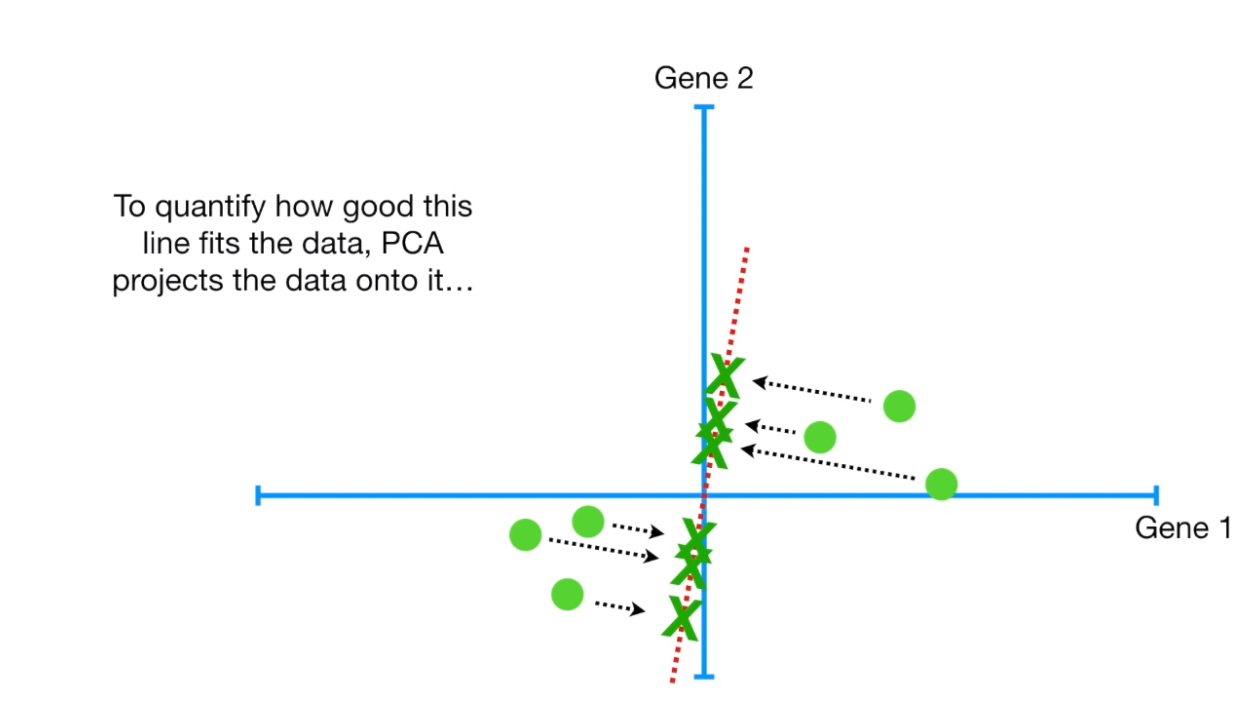 Gene 2
To quantify how good this
line fits the data, PCA
projects the data onto it…
Gene 1